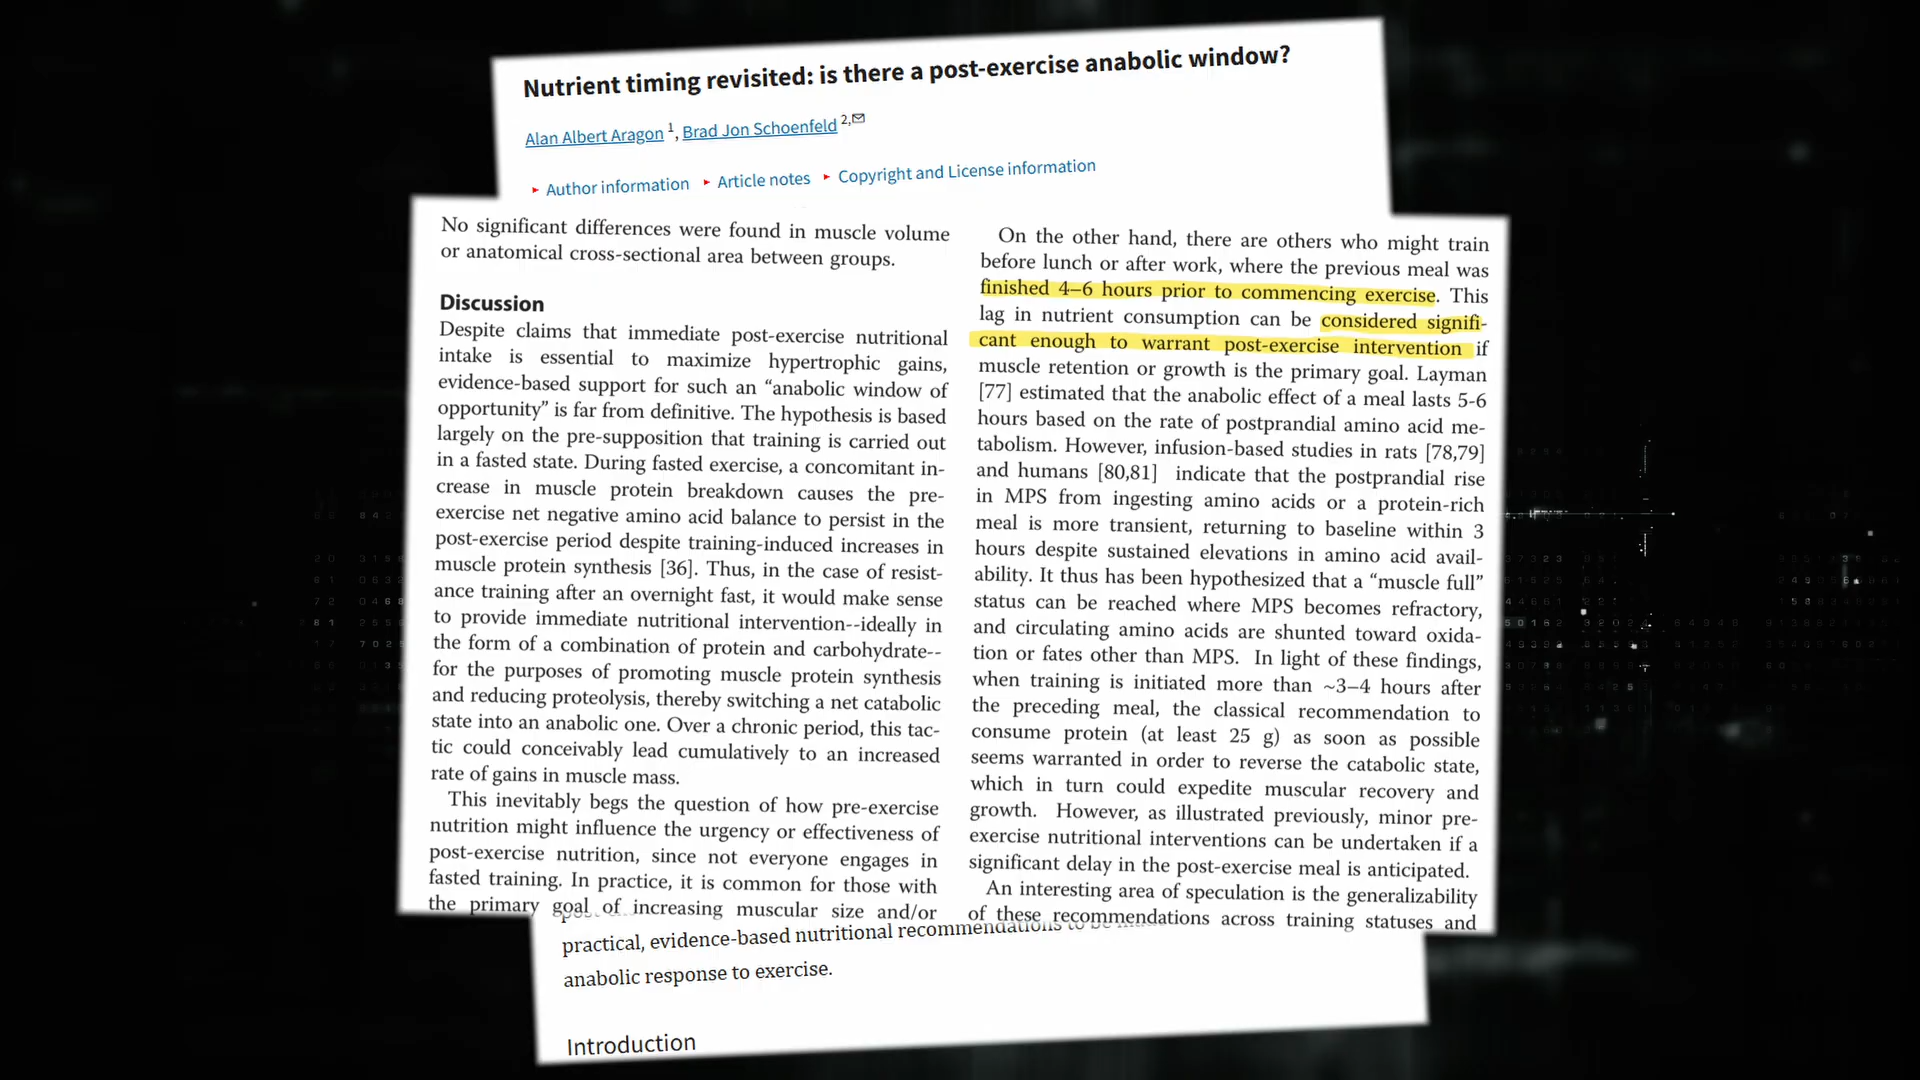 Nutrient timing revisited: is there a post-exercise anabolic window?
Alan Albert Aragon 1, Brad Jon Schoenfeld 2,
Author information Article notes Copyright and License information
No significant differences were found in muscle volume
or anatomical cross-sectional area between groups.
Discussion
Despite claims that immediate post-exercise nutritional
intake is essential to maximize hypertrophic gains,
evidence-based support for such an “anabolic window of
opportunity” is far from definitive. The hypothesis is based
largely on the pre-supposition that training is carried out
in a fasted state. During fasted exercise, a concomitant in-
crease in muscle protein breakdown causes the pre-
exercise net negative amino acid balance to persist in the
post-exercise period despite training-induced increases in
muscle protein synthesis [36]. Thus, in the case of resist-
ance training after an overnight fast, it would make sense
to provide immediate nutritional intervention--ideally in
the form of a combination of protein and carbohydrate--
for the purposes of promoting muscle protein synthesis
and reducing proteolysis, thereby switching a net catabolic
state into an anabolic one. Over a chronic period, this tac-
tic could conceivably lead cumulatively to an increased
rate of gains in muscle mass.
This inevitably begs the question of how pre-exercise
nutrition might influence the urgency or effectiveness of
post-exercise nutrition, since not everyone engages in
fasted training. In practice, it is common for those with
the primary goal of increasing muscular size and/or
On the other hand, there are others who might train
before lunch or after work, where the previous meal was
finished 4–6 hours prior to commencing exercise. This
lag in nutrient consumption can be considered signifi-
cant enough to warrant post-exercise intervention if
muscle retention or growth is the primary goal. Layman
[77] estimated that the anabolic effect of a meal lasts 5-6
hours based on the rate of postprandial amino acid me-
tabolism. However, infusion-based studies in rats [78,79]
and humans [80,81] indicate that the postprandial rise
in MPS from ingesting amino acids or a protein-rich
meal is more transient, returning to baseline within 3
hours despite sustained elevations in amino acid avail-
ability. It thus has been hypothesized that a “muscle full”
status can be reached where MPS becomes refractory,
and circulating amino acids are shunted toward oxida-
tion or fates other than MPS. In light of these findings,
when training is initiated more than ~3–4 hours after
the preceding meal, the classical recommendation to
consume protein (at least 25 g) as soon as possible
seems warranted in order to reverse the catabolic state,
which in turn could expedite muscular recovery and
growth. However, as illustrated previously, minor pre-
exercise nutritional interventions can be undertaken if a
significant delay in the post-exercise meal is anticipated.
An interesting area of speculation is the generalizability
of these recommendations across training statuses and
practical, evidence-based nutritional recommendations to be
anabolic response to exercise.
Introduction